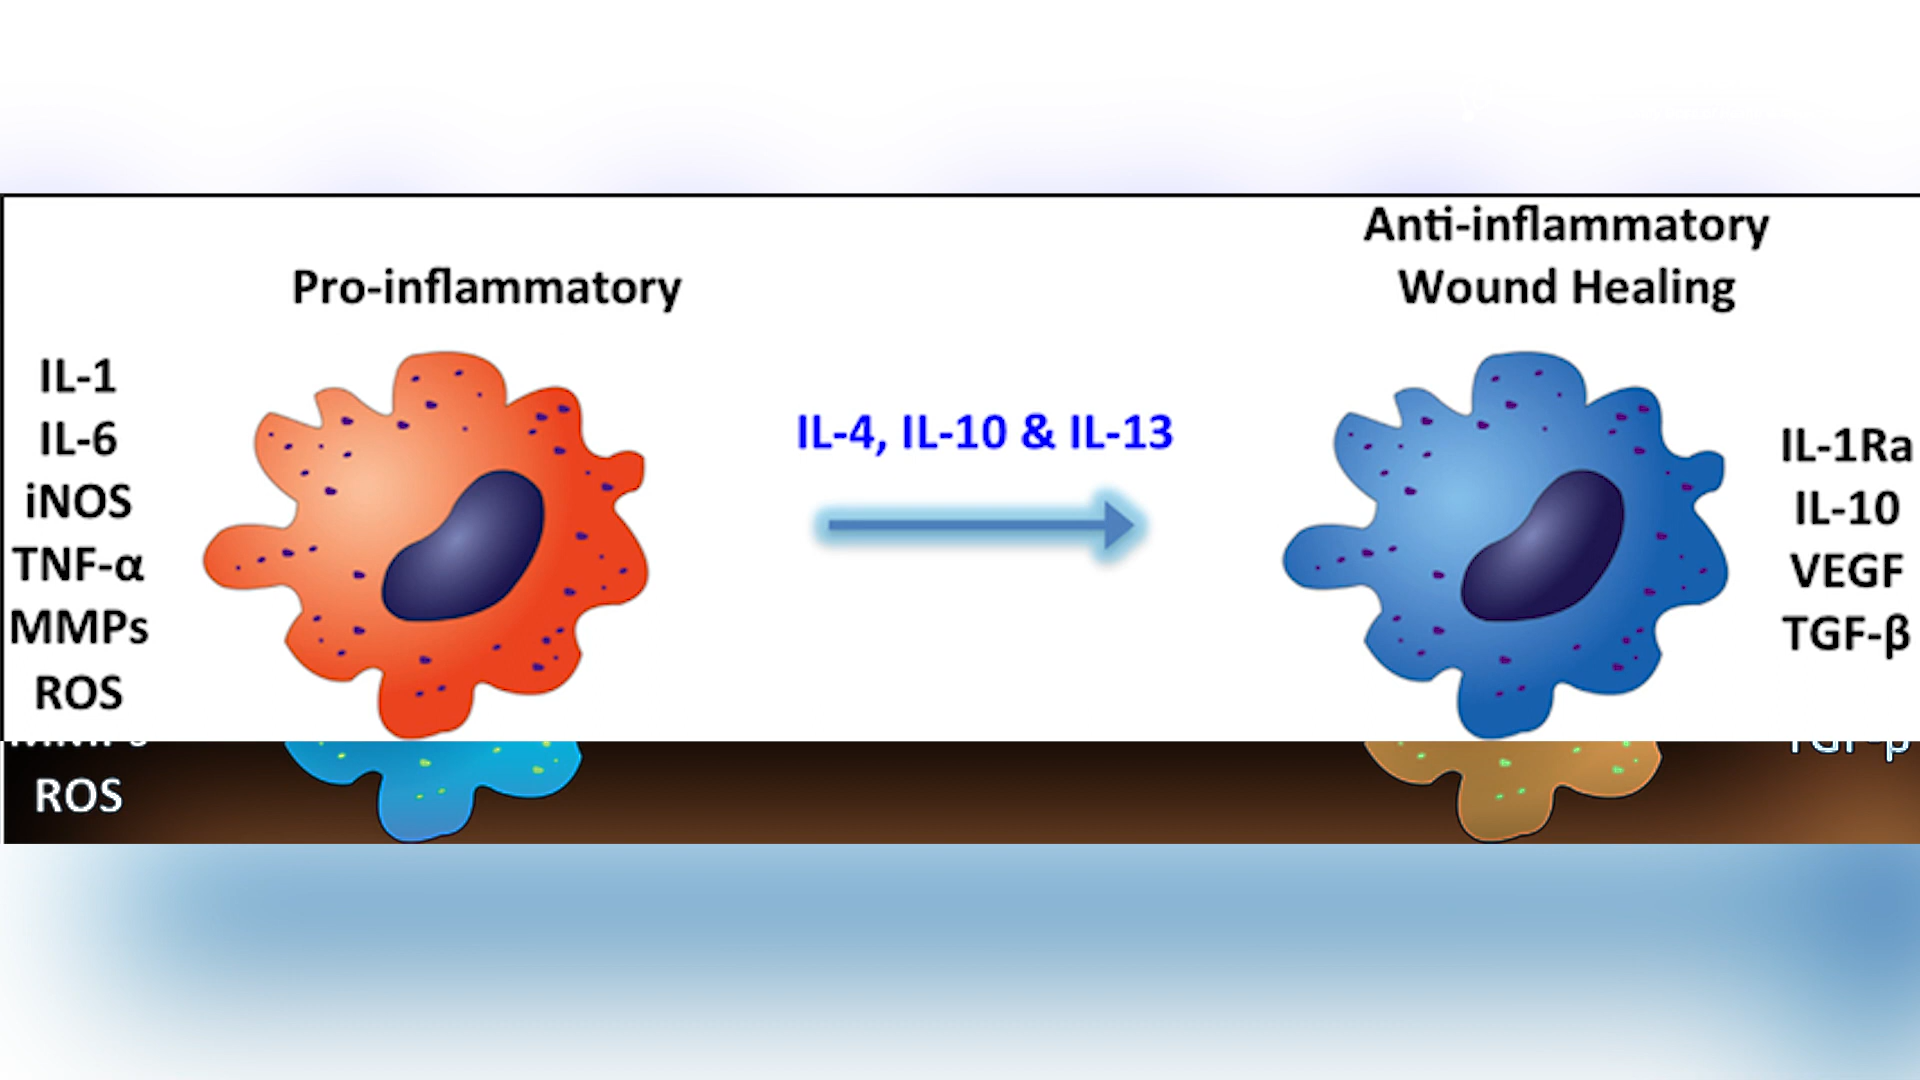 Pro-inflammatory
Anti-inflammatory
Wound Healing
IL-1
IL-6
iNOS
TNF-α
MMPs
ROS
IL-4, IL-10 & IL-13
IL-1Ra
IL-10
VEGF
TGF-β
ROS